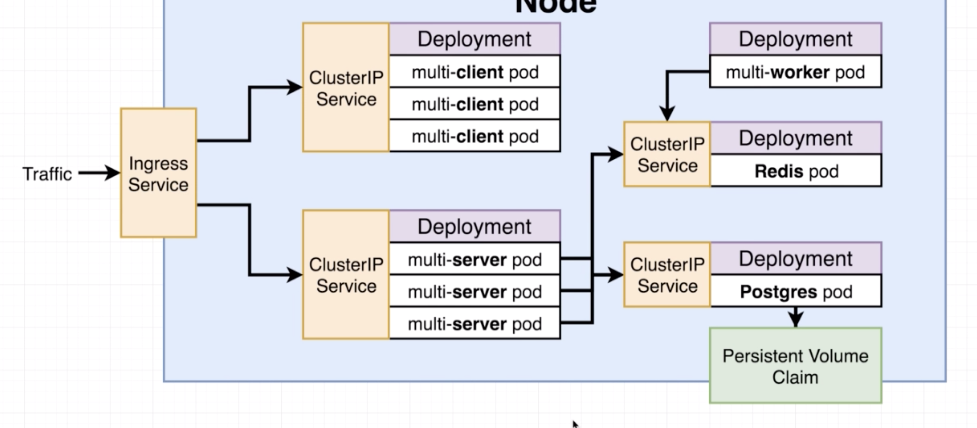 Node
Traffic
Ingress
Service
ClusterIP
Service
Deployment
multi-client pod
multi-client pod
multi-client pod
ClusterIP
Service
Deployment
multi-server pod
multi-server pod
multi-server pod
Deployment
multi-worker pod
ClusterIP
Service
Deployment
Redis pod
ClusterIP
Service
Deployment
Postgres pod
Persistent Volume
Claim